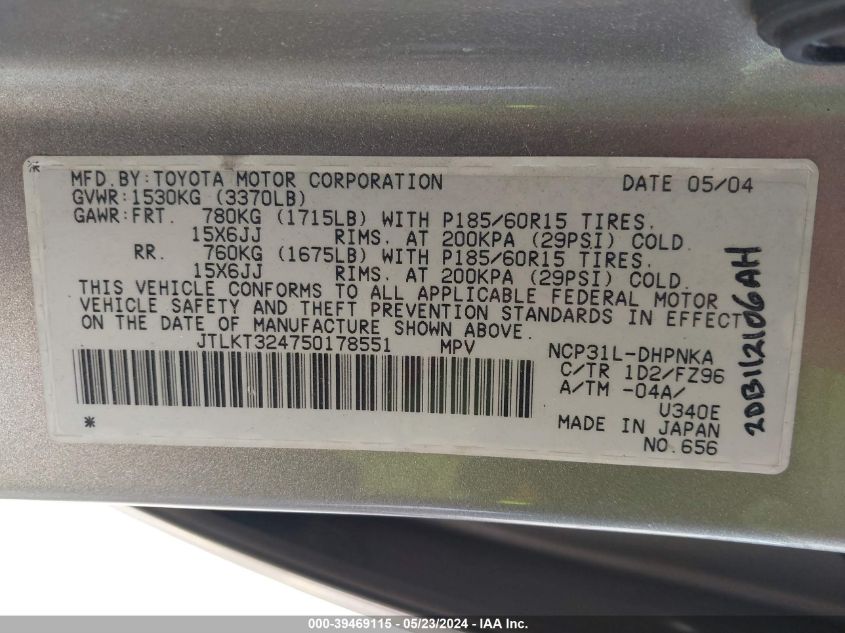 MFD.BY:TOYOTA MOTOR CORPORATION DATE 05/04
GVWR:1530KG (3370LB)
GAWR:FRT. 780KG (1715LB) WITH P185/60R15 TIRES.
15X6JJ RIMS. AT 200KPA (29PSI) COLD.
RR. 760KG (1675LB) WITH P185/60R15 TIRES.
15X6JJ RIMS. AT 200KPA (29PSI) COLD.
THIS VEHICLE CONFORMS TO ALL APPLICABLE FEDERAL MOTOR
VEHICLE SAFETY AND THEFT PREVENTION STANDARDS IN EFFECT
ON THE DATE OF MANUFACTURE SHOWN ABOVE.
JTLKT324750178551 MPV NCP31L-DHPNKA
C/TR 1D2/FZ96
A/TM -04A/
U340E
MADE IN JAPAN
NO.656
20B112106AH
000-39469115 - 05/23/2024 - IAAI.com